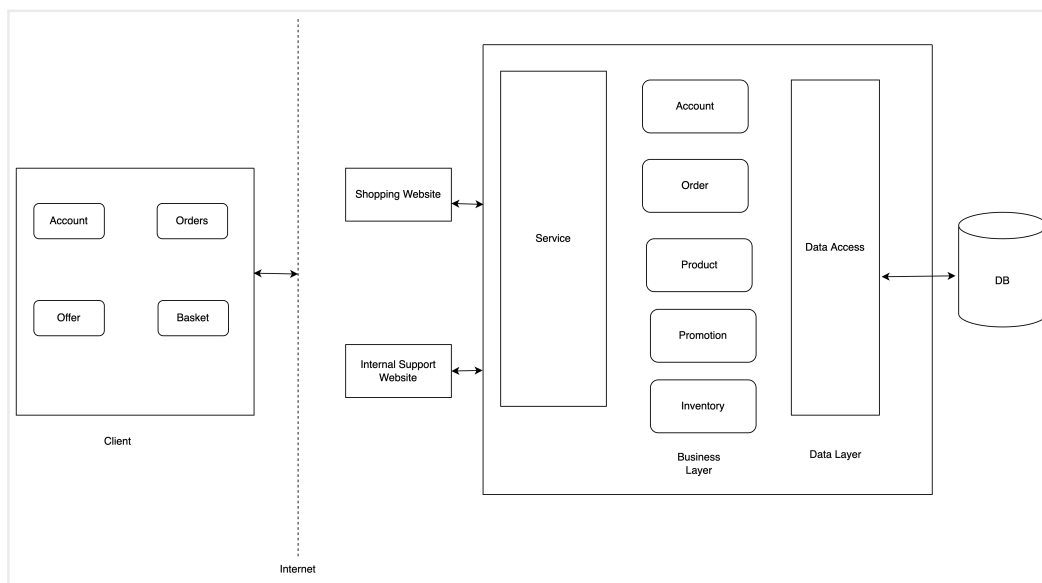 Account
Orders
Offer
Basket
Client
Internet
Shopping Website
Internal Support
Website
Service
Account
Order
Product
Promotion
Inventory
Business
Layer
Data Access
Data Layer
DB